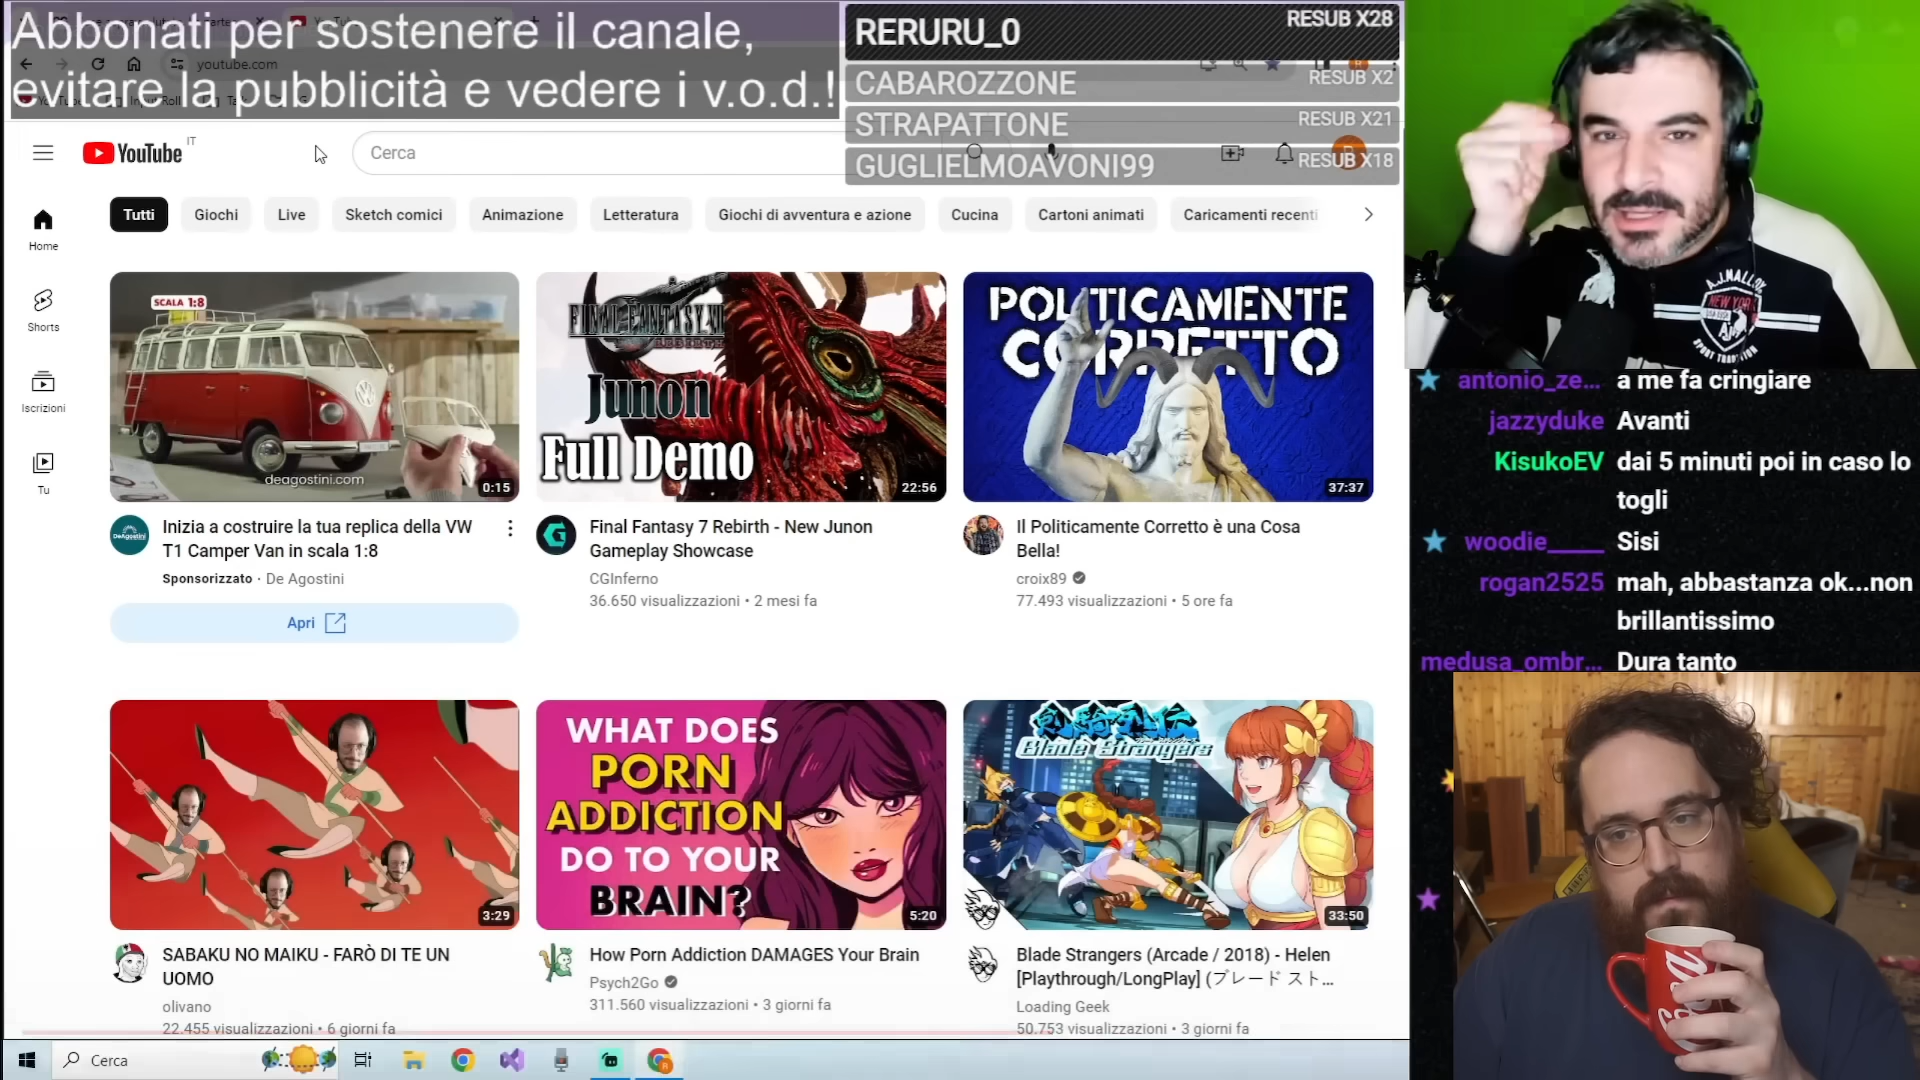 Abbonati per sostenere il canale,
evitare la pubblicità e vedere i v.o.d.!
youtube.com
RERURU_0 RESUB X28
CABAROZZONE RESUB X2
STRAPATTONE RESUB X21
GUGLIELMOAVONI99 RESUB X18
YouTube IT
Cerca
Home
Shorts
Iscrizioni
Tu
Tutti Giochi Live Sketch comici Animazione Letteratura Giochi di avventura e azione Cucina Cartoni animati Caricamenti recenti
SCALA 1:8
deagostini.com
0:15
Inizia a costruire la tua replica della VW
T1 Camper Van in scala 1:8
Sponsorizzato · De Agostini
Apri
FINAL FANTASY VII
REBIRTH
Junon
Full Demo
22:56
Final Fantasy 7 Rebirth - New Junon
Gameplay Showcase
CGInferno
36.650 visualizzazioni • 2 mesi fa
POLITICAMENTE
CORRETTO
37:37
Il Politicamente Corretto è una Cosa
Bella!
croix89
77.493 visualizzazioni • 5 ore fa
3:29
SABAKU NO MAIKU - FARÒ DI TE UN
UOMO
olivano
22.455 visualizzazioni • 6 giorni fa
WHAT DOES
PORN
ADDICTION
DO TO YOUR
BRAIN?
5:20
How Porn Addiction DAMAGES Your Brain
Psych2Go
311.560 visualizzazioni • 3 giorni fa
Blade Strangers
33:50
Blade Strangers (Arcade / 2018) - Helen
[Playthrough/LongPlay] (ブレード スト...
Loading Geek
50.753 visualizzazioni • 3 giorni fa
Cerca
A.J.MALLOY
NEW YORK
antonio_ze... a me fa cringiare
jazzyduke Avanti
KisukoEV dai 5 minuti poi in caso lo
togli
woodie_____ Sisi
rogan2525 mah, abbastanza ok...non
brillantissimo
medusa_ombr... Dura tanto